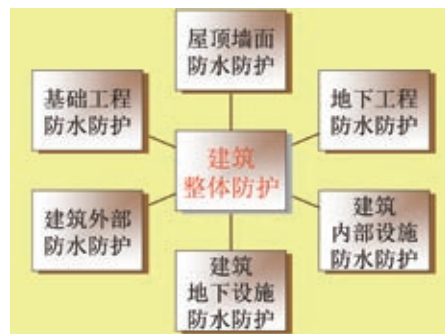 屋顶墙面
防水防护
基础工程
防水防护
地下工程
防水防护
建筑
整体防护
建筑外部
防水防护
建筑
内部设施
防水防护
建筑
地下设施
防水防护